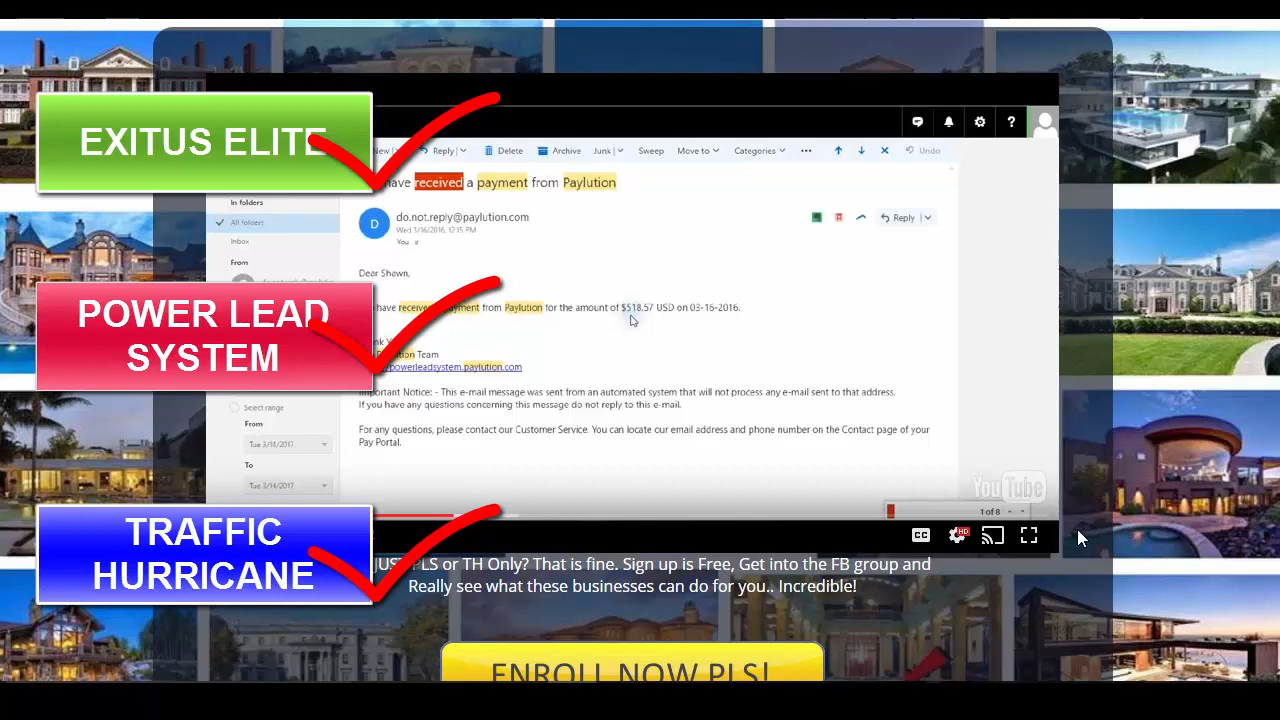 EXITUS ELITE
POWER LEAD
SYSTEM
TRAFFIC
HURRICANE
Reply
Delete
Archive
Junk
Sweep
Move to
Categories
Undo
have received a payment from Paylution
In folders
All folders
Inbox
From
D
do.not.reply@paylution.com
Wed 3/16/2016, 12:15 PM
You
Reply
Dear Shawn,
have received payment from Paylution for the amount of $518.57 USD on 03-16-2016.
Team
powerleadsystem.paylution.com
Important Notice: - This e-mail message was sent from an automated system that will not process any e-mail sent to that address.
If you have any questions concerning this message do not reply to this e-mail.
For any questions, please contact our Customer Service. You can locate our email address and phone number on the Contact page of your
Pay Portal.
Select range
From
Tue 3/14/2017
To
Tue 3/14/2017
YouTube
1 of 8
CC
HD
JUST PLS or TH Only? That is fine. Sign up is Free, Get into the FB group and
Really see what these businesses can do for you.. Incredible!
ENROLL NOW PLS!